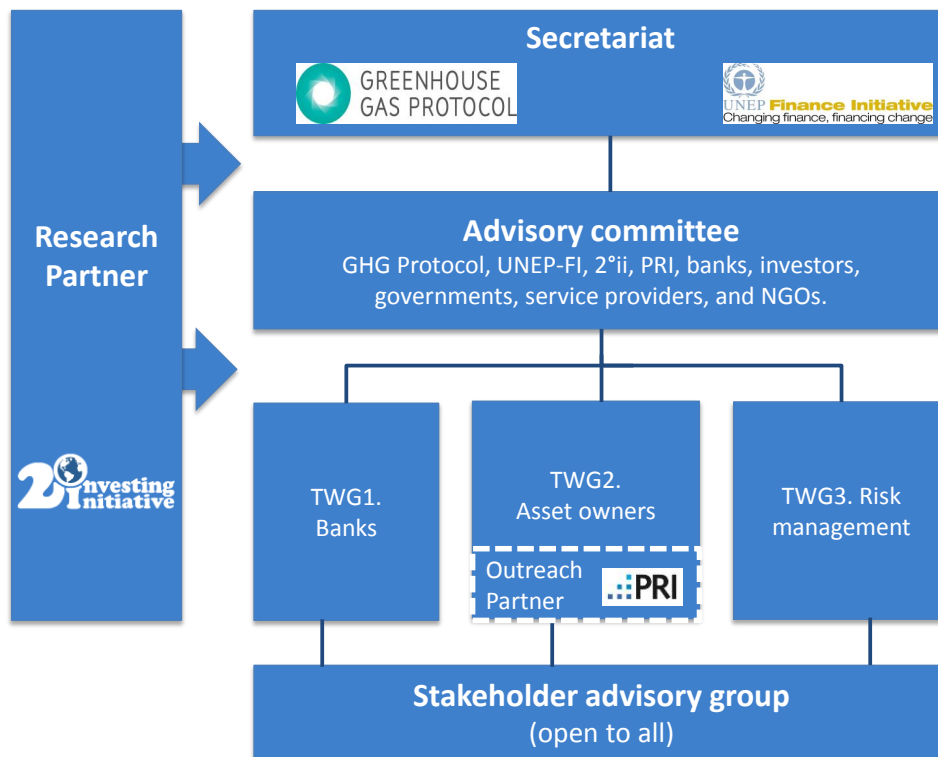 Secretariat
GREENHOUSE
GAS PROTOCOL
UNEP Finance Initiative
Changing finance, financing change
Research
Partner
2° investing
initiative
Advisory committee
GHG Protocol, UNEP-FI, 2°ii, PRI, banks, investors,
governments, service providers, and NGOs.
TWG1.
Banks
TWG2.
Asset owners
Outreach
Partner
PRI
TWG3. Risk
management
Stakeholder advisory group
(open to all)